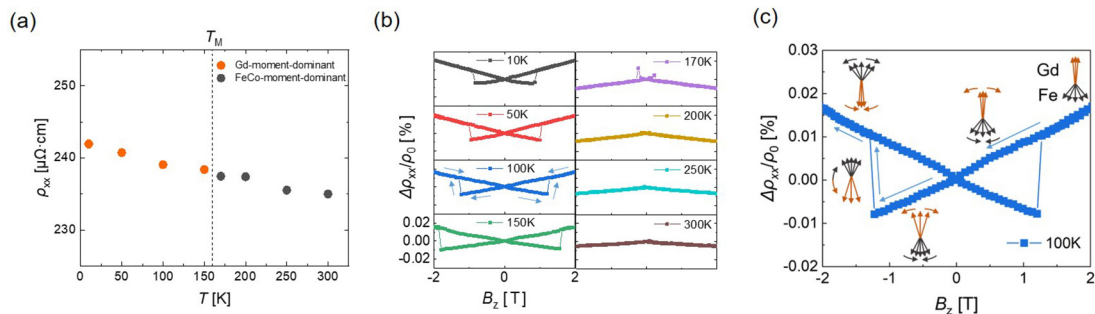 (a)
T_M
Gd-moment-dominant
FeCo-moment-dominant
250
240
230
ρ_xx [μΩ·cm]
0 50 100 150 200 250 300
T [K]
(b)
10K
50K
100K
150K
170K
200K
250K
300K
Δρ_xx/ρ_0 [%]
0.02
0.00
-0.02
-2 0 2 0 2
B_z [T]
(c)
0.03
0.02
0.01
0.00
-0.01
-0.02
Δρ_xx/ρ_0 [%]
Gd
Fe
100K
-2 -1 0 1 2
B_z [T]